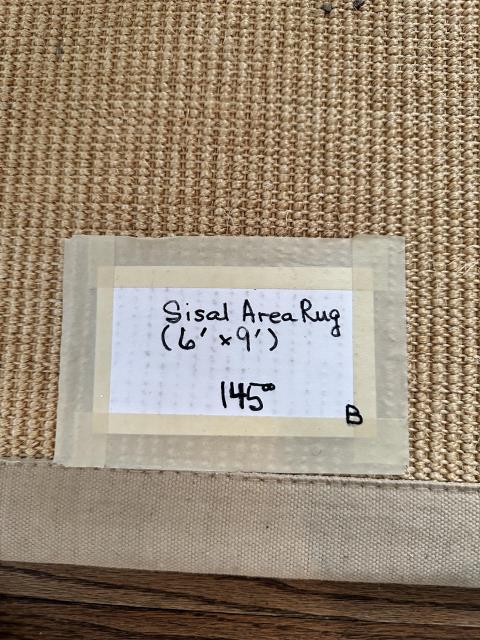 Sisal Area Rug
(6' x 9')
145⁰⁰
B